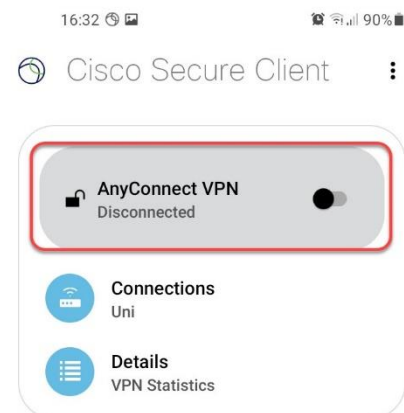 16:32 90%
Cisco Secure Client
AnyConnect VPN
Disconnected
Connections
Uni
Details
VPN Statistics